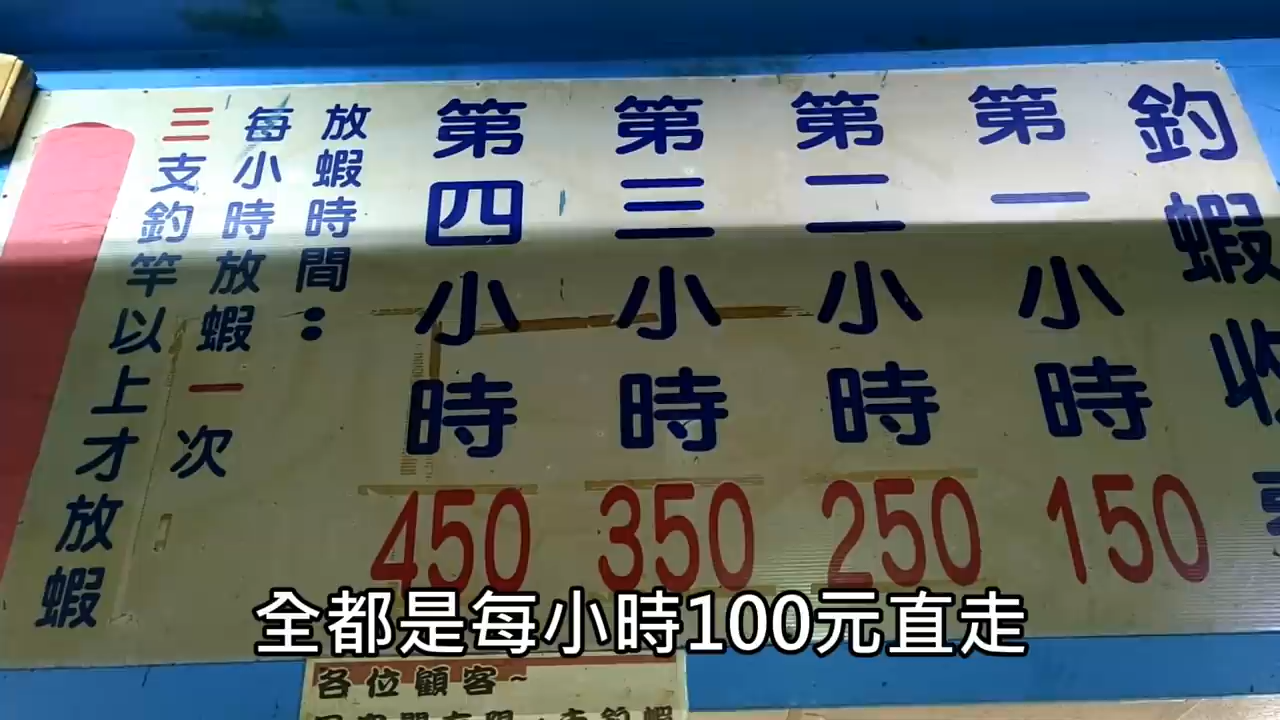 釣蝦收
第一小時 150
第二小時 250
第三小時 350
第四小時 450
放蝦時間：
每小時放蝦一次
三支釣竿以上才放蝦
各位顧客~
全都是每小時100元直走